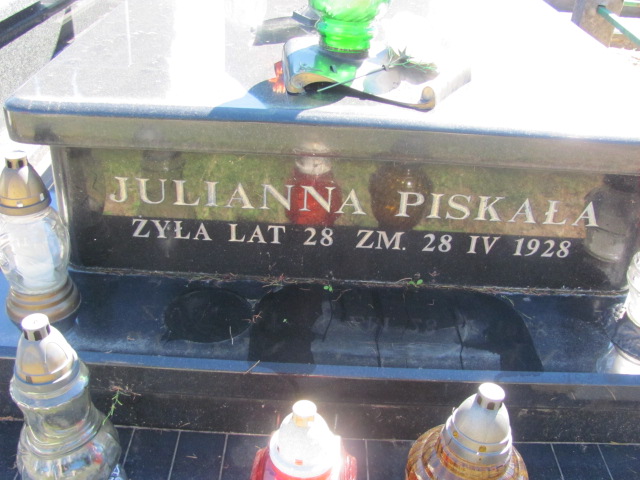 JULIANNA PISKAŁA
ŻYŁA LAT 28 ZM. 28 IV 1928